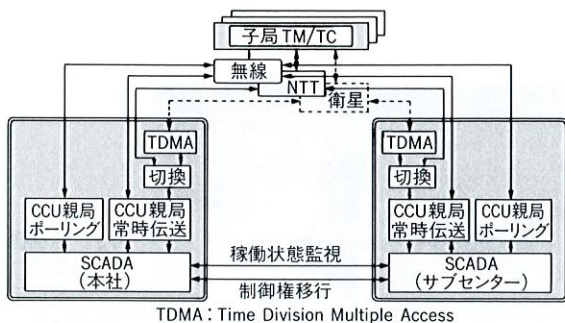 子局 TM/TC
無線
NTT
衛星
TDMA
切換
CCU親局
ポーリング
CCU親局
常時伝送
SCADA
(本社)
稼働状態監視
制御権移行
TDMA
切換
CCU親局
常時伝送
CCU親局
ポーリング
SCADA
(サブセンター)
TDMA：Time Division Multiple Access